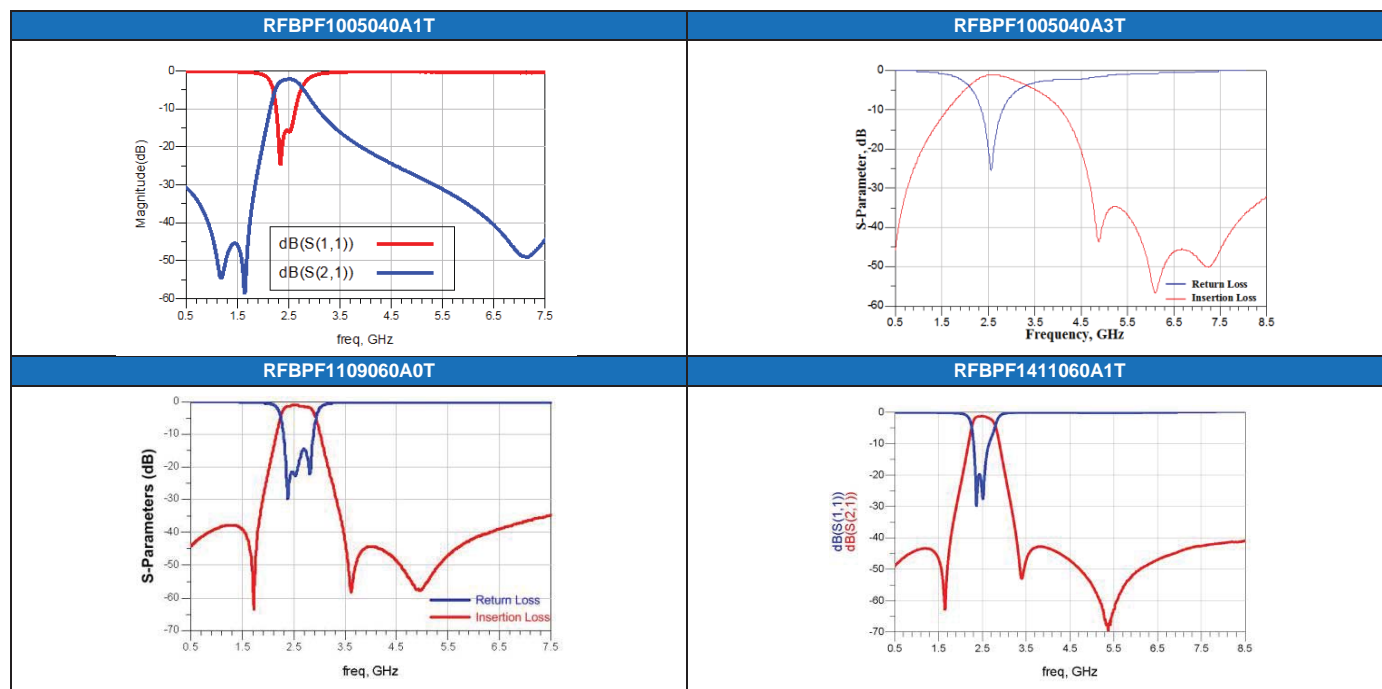 RFBPF1005040A1T
RFBPF1005040A3T
0
-10
-20
-30
-40
-50
-60
Magnitude(dB)
dB(S(1,1))
dB(S(2,1))
0.5 1.5 2.5 3.5 4.5 5.5 6.5 7.5
freq, GHz
0
-10
-20
-30
-40
-50
-60
S-Parameter, dB
Return Loss
Insertion Loss
0.5 1.5 2.5 3.5 4.5 5.5 6.5 7.5 8.5
Frequency, GHz
RFBPF1109060A0T
RFBPF1411060A1T
0
-10
-20
-30
-40
-50
-60
-70
S-Parameters (dB)
Return Loss
Insertion Loss
0.5 1.5 2.5 3.5 4.5 5.5 6.5 7.5
freq, GHz
0
-10
-20
-30
-40
-50
-60
-70
dB(S(1,1))
dB(S(2,1))
0.5 1.5 2.5 3.5 4.5 5.5 6.5 7.5 8.5
freq, GHz